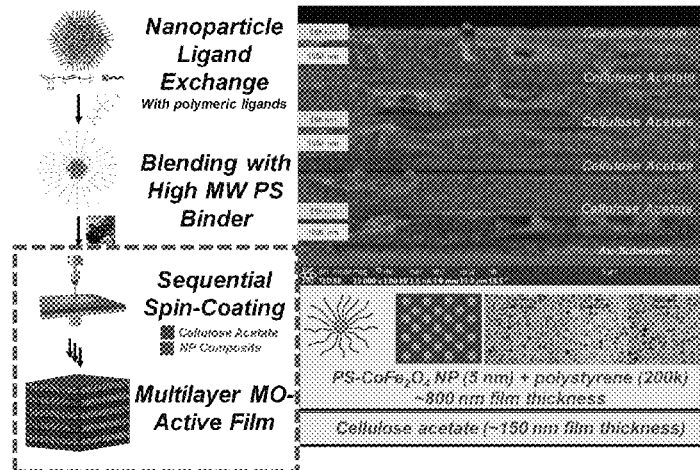 Nanoparticle
Ligand
Exchange
With polymeric ligands
Blending with
High MW PS
Binder
Sequential
Spin-Coating
Cellulose Acetate
NP Composite
Multilayer MO-
Active Film
Cellulose Acetate
Cellulose Acetate
Cellulose Acetate
Cellulose Acetate
Cellulose Acetate
PS-CoFe₂O₄ NP (5 nm) + polystyrene (200k)
~800 nm film thickness
Cellulose acetate (~150 nm film thickness)